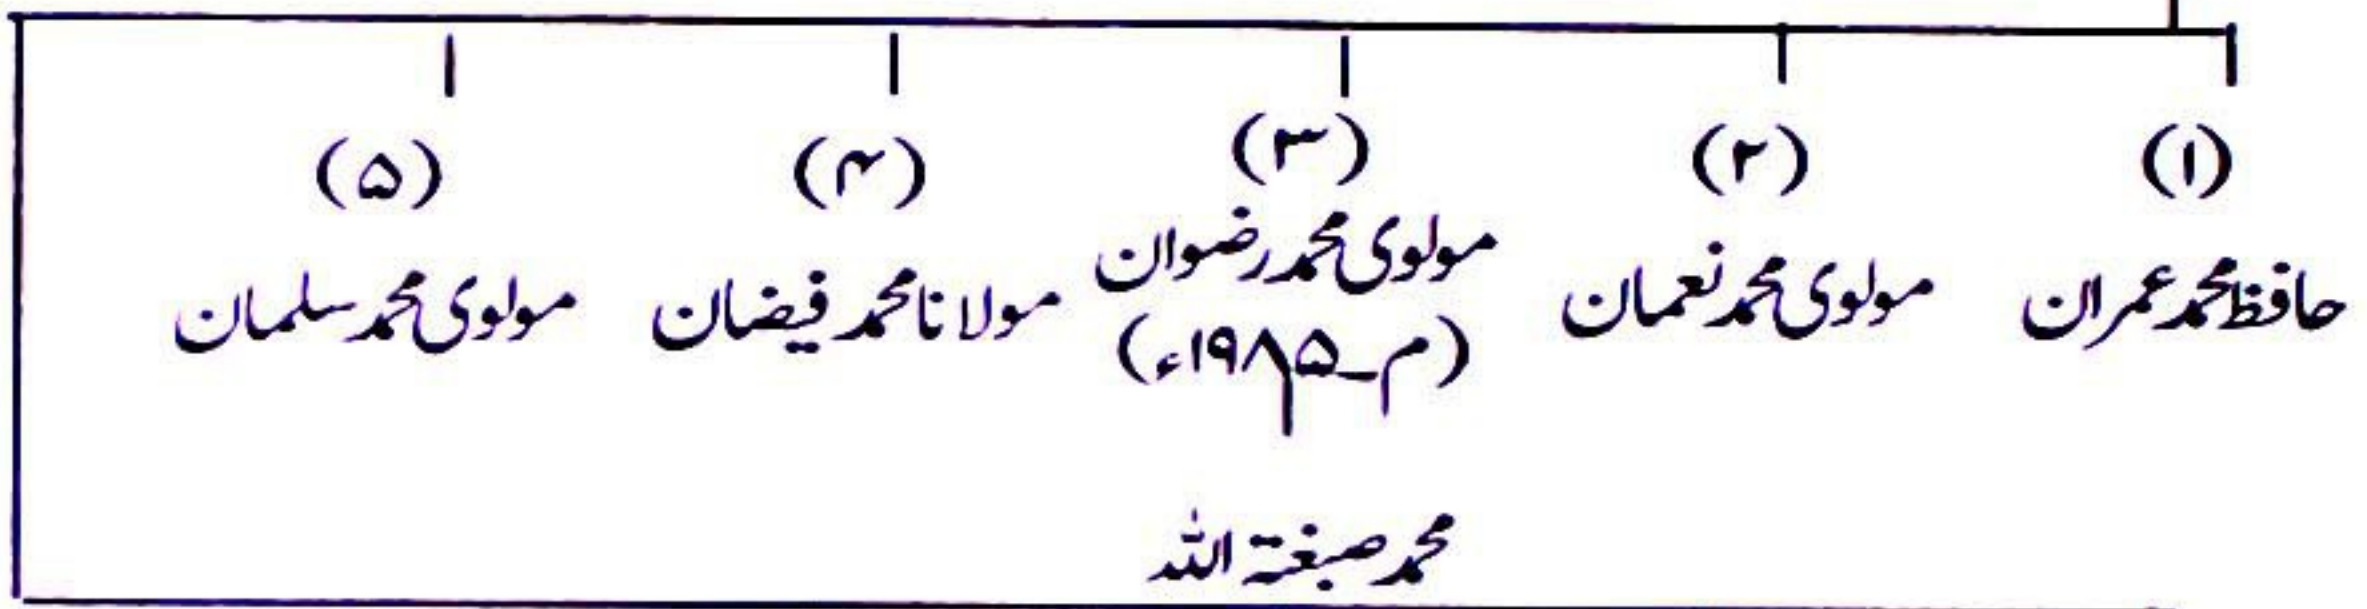 (۱) (۲) (۳) (۴) (۵)
حافظ محمد عمران مولوی محمد نعمان مولوی محمد رضوان مولانا محمد فیضان مولوی محمد سلمان
(م۔۱۹۸۵ء)
محمد صبغۃ اللہ